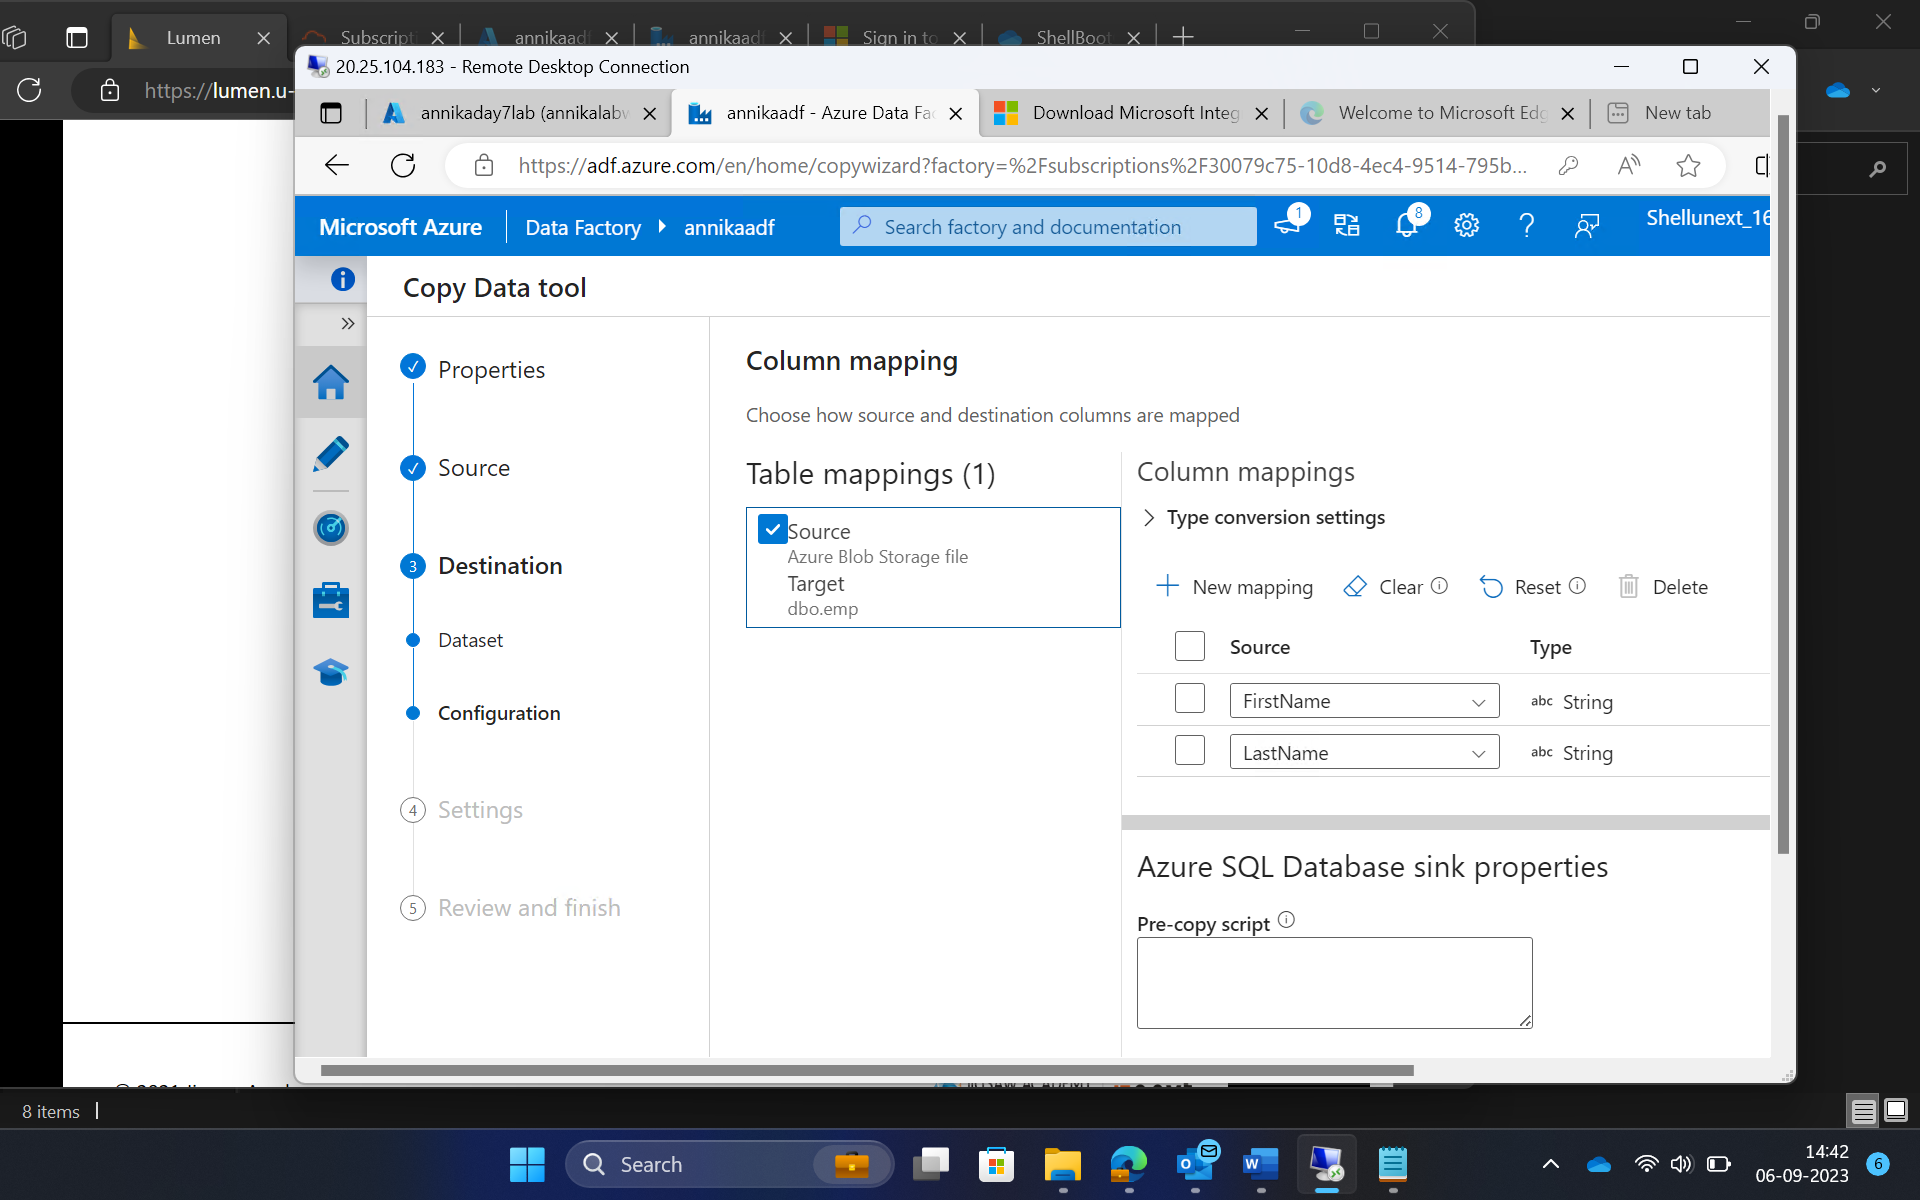 Lumen
Subscripti
annikaadf
annikaadf
Sign in to
ShellBoot
https://lumen.u-
20.25.104.183 - Remote Desktop Connection
annikaday7lab (annikalabw
annikaadf - Azure Data Fac
Download Microsoft Integ
Welcome to Microsoft Edg
New tab
https://adf.azure.com/en/home/copywizard?factory=%2Fsubscriptions%2F30079c75-10d8-4ec4-9514-795b...
Microsoft Azure
Data Factory
annikaadf
Search factory and documentation
1
8
Shellunext_16
Copy Data tool
Properties
Source
3
Destination
Dataset
Configuration
4
Settings
5
Review and finish
Column mapping
Choose how source and destination columns are mapped
Table mappings (1)
Source
Azure Blob Storage file
Target
dbo.emp
Column mappings
Type conversion settings
New mapping
Clear
Reset
Delete
Source
Type
FirstName
abc String
LastName
abc String
Azure SQL Database sink properties
Pre-copy script
8 items
Search
14:42
06-09-2023
6